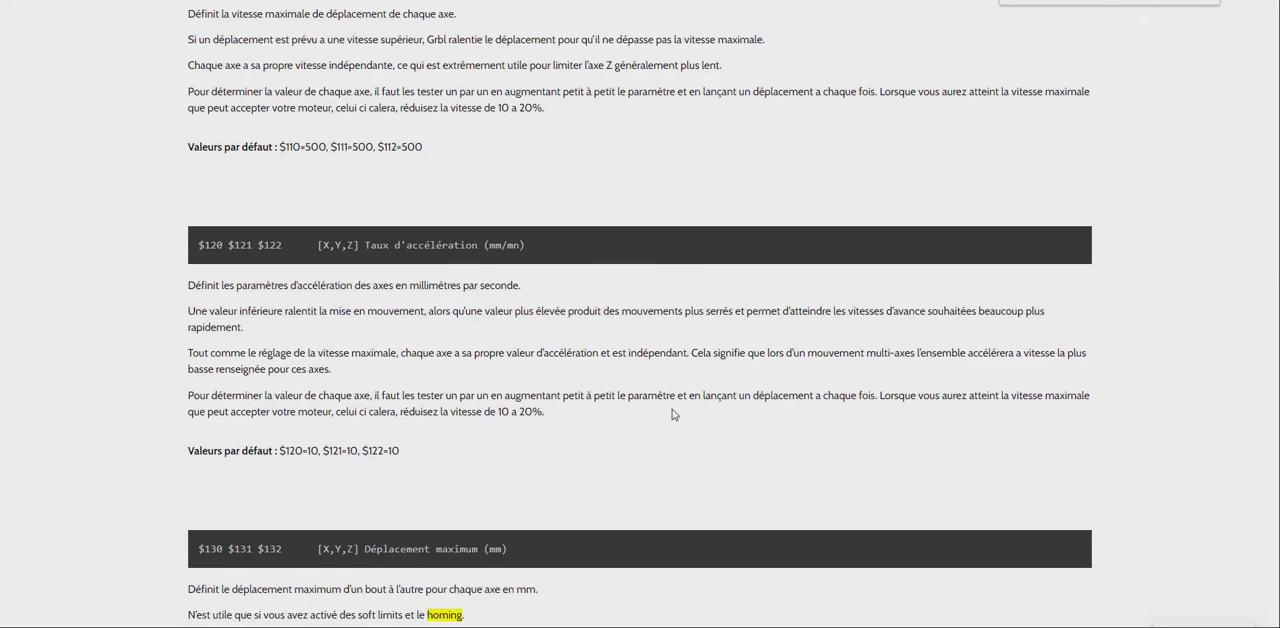 Définit la vitesse maximale de déplacement de chaque axe.
Si un déplacement est prévu a une vitesse supérieur, Grbl ralentie le déplacement pour qu'il ne dépasse pas la vitesse maximale.
Chaque axe a sa propre vitesse indépendante, ce qui est extrêmement utile pour limiter l'axe Z généralement plus lent.
Pour déterminer la valeur de chaque axe, il faut les tester un par un en augmentant petit à petit le paramètre et en lançant un déplacement a chaque fois. Lorsque vous aurez atteint la vitesse maximale
que peut accepter votre moteur, celui ci calera, réduisez la vitesse de 10 a 20%.
Valeurs par défaut : $110=500, $111=500, $112=500
$120 $121 $122 [X,Y,Z] Taux d'accélération (mm/mn)
Définit les paramètres d'accélération des axes en millimètres par seconde.
Une valeur inférieure ralentit la mise en mouvement, alors qu'une valeur plus élevée produit des mouvements plus serrés et permet d'atteindre les vitesses d'avance souhaitées beaucoup plus
rapidement.
Tout comme le réglage de la vitesse maximale, chaque axe a sa propre valeur d'accélération et est indépendant. Cela signifie que lors d'un mouvement multi-axes l'ensemble accélérera a vitesse la plus
basse renseignée pour ces axes.
Pour déterminer la valeur de chaque axe, il faut les tester un par un en augmentant petit à petit le paramètre et en lançant un déplacement a chaque fois. Lorsque vous aurez atteint la vitesse maximale
que peut accepter votre moteur, celui ci calera, réduisez la vitesse de 10 a 20%.
Valeurs par défaut : $120=10, $121=10, $122=10
$130 $131 $132 [X,Y,Z] Déplacement maximum (mm)
Définit le déplacement maximum d'un bout à l'autre pour chaque axe en mm.
N'est utile que si vous avez activé des soft limits et le homing.